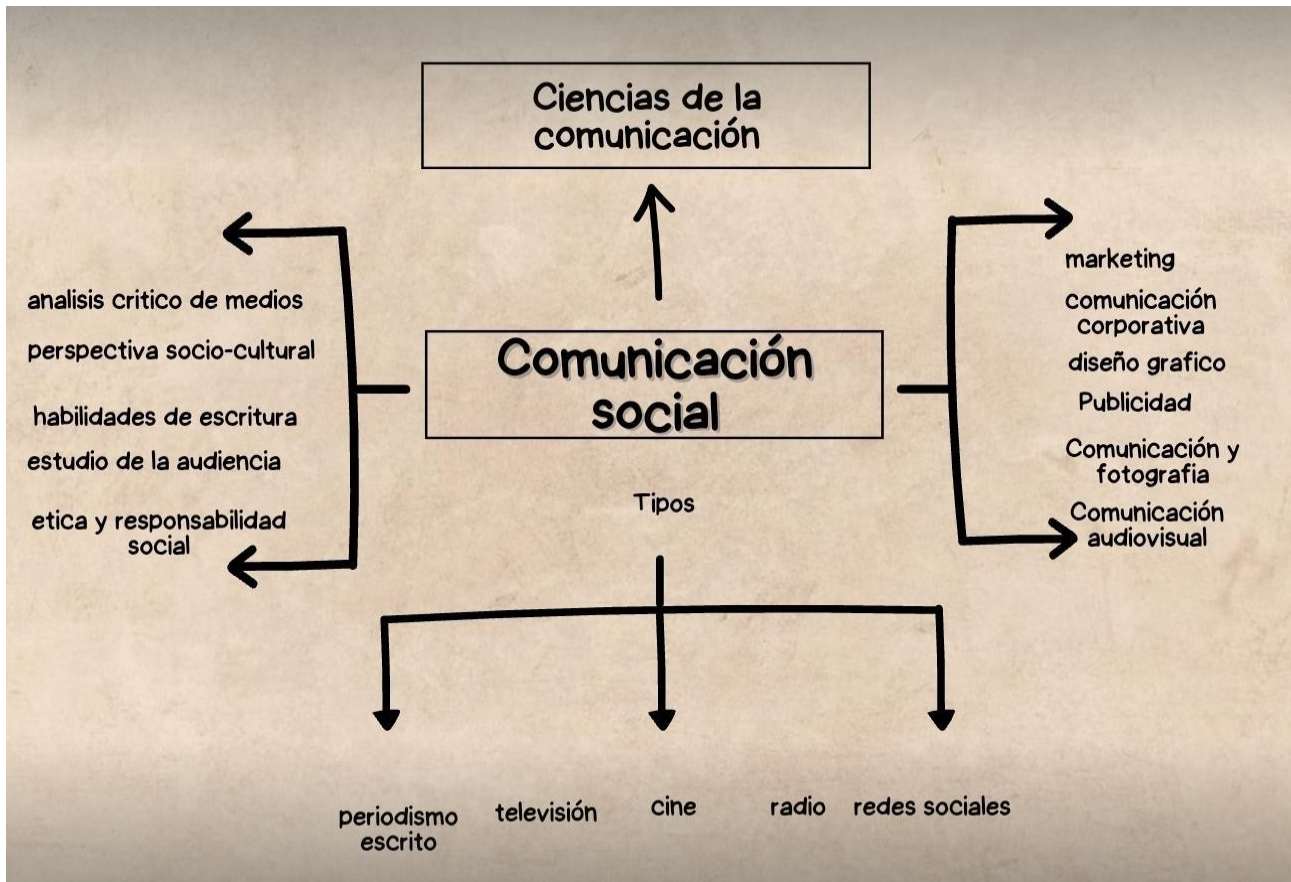 Ciencias de la
comunicación
Comunicación
social
analisis critico de medios
perspectiva socio-cultural
habilidades de escritura
estudio de la audiencia
etica y responsabilidad
social
marketing
comunicación
corporativa
diseño grafico
Publicidad
Comunicación y
fotografia
Comunicación
audiovisual
Tipos
periodismo
escrito
televisión
cine
radio
redes sociales